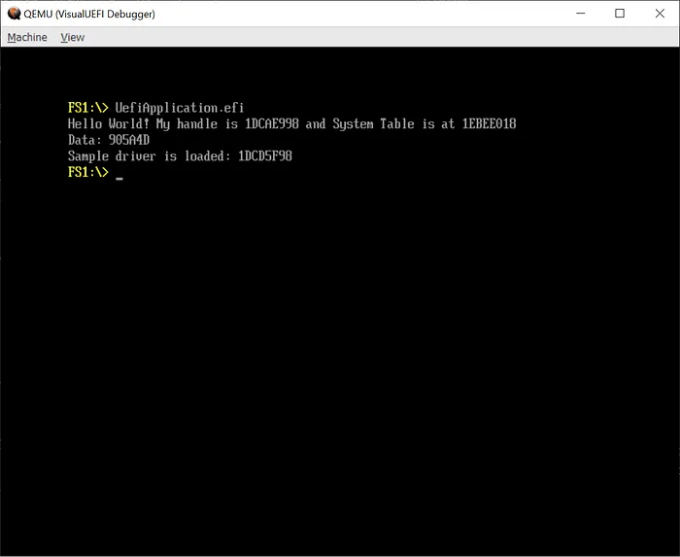 QEMU (VisualUEFI Debugger)
Machine View
FS1:\> UefiApplication.efi
Hello World! My handle is 1DCAE998 and System Table is at 1EBEE018
Data: 905A4D
Sample driver is loaded: 1DCD5F98
FS1:\> _